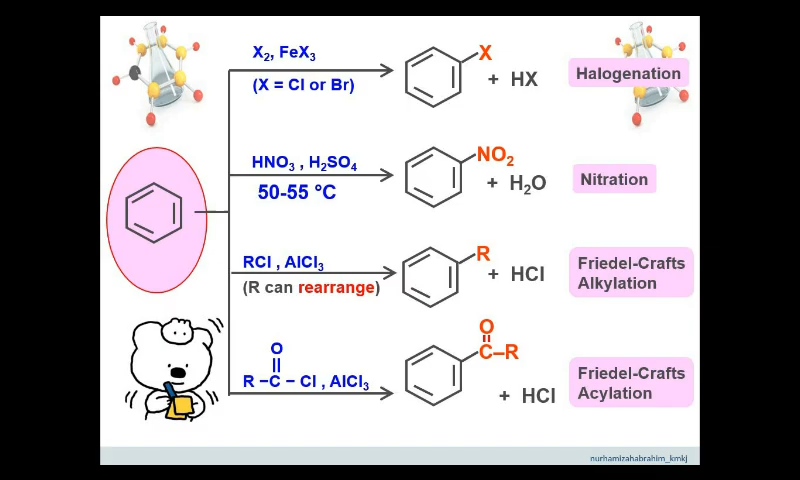 X₂, FeX₃
(X = Cl or Br)
X
+ HX
Halogenation
HNO₃ , H₂SO₄
50-55 °C
NO₂
+ H₂O
Nitration
RCl , AlCl₃
(R can rearrange)
R
+ HCl
Friedel-Crafts
Alkylation
O
R –C – Cl , AlCl₃
O
C–R
+ HCl
Friedel-Crafts
Acylation
nurhamizahabrahim_kmkj